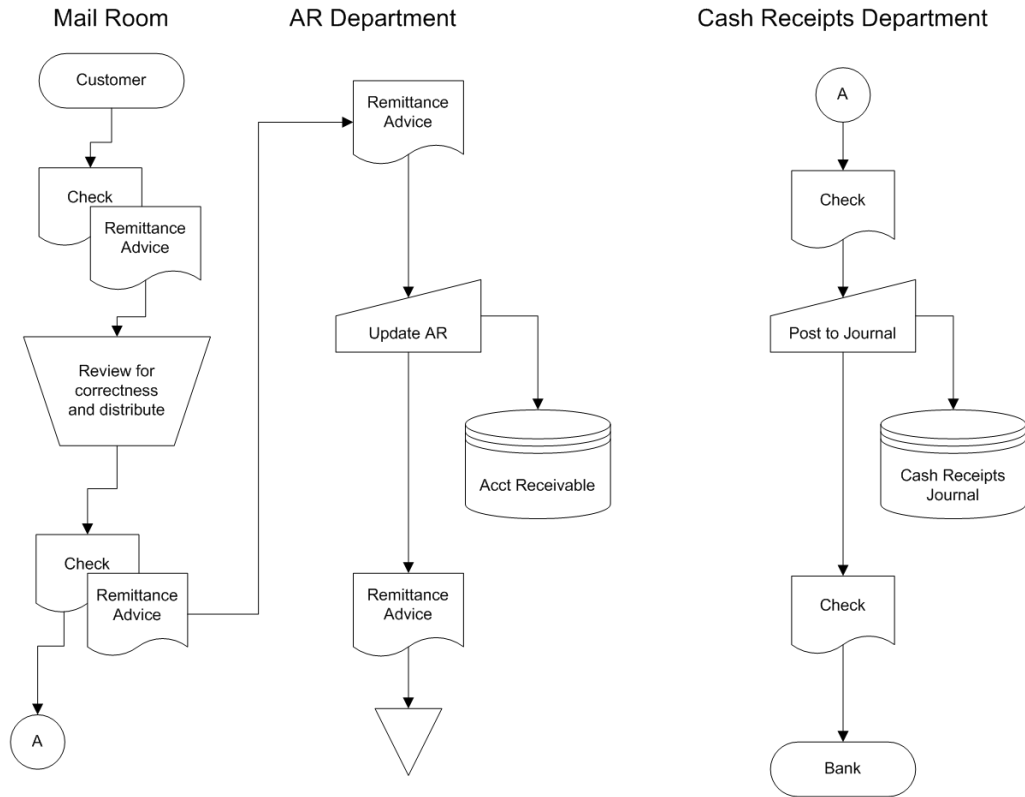 Mail Room
AR Department
Cash Receipts Department
Customer
Check
Remittance
Advice
Review for
correctness
and distribute
Check
Remittance
Advice
A
Remittance
Advice
Update AR
Acct Receivable
Remittance
Advice
A
Check
Post to Journal
Cash Receipts
Journal
Check
Bank